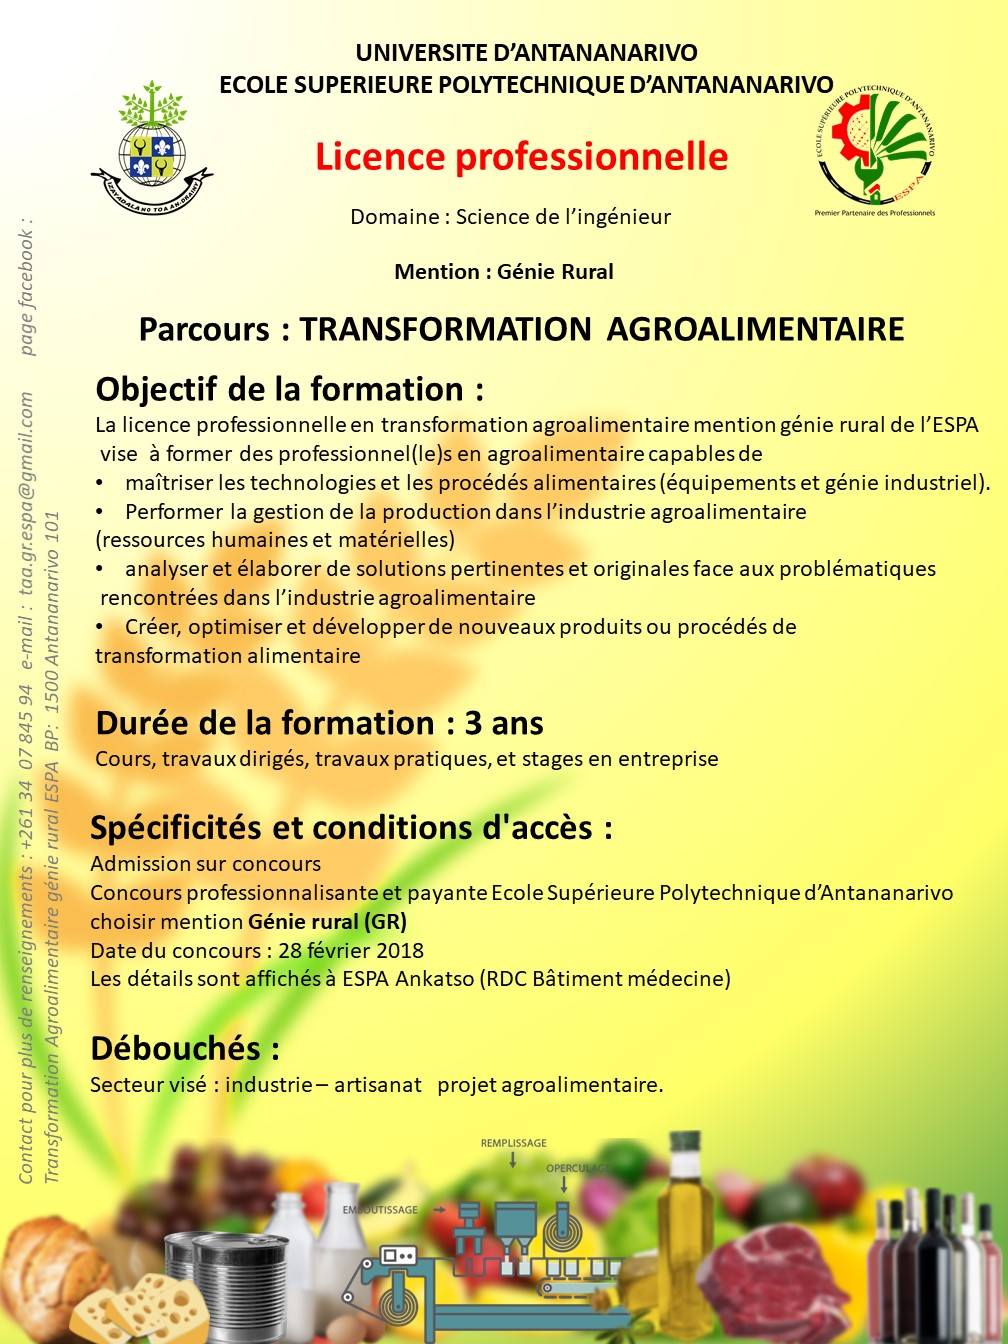 UNIVERSITE D’ANTANANARIVO
ECOLE SUPERIEURE POLYTECHNIQUE D’ANTANANARIVO
IZAY ADALA NO TOA AN-DRAINY
ECOLE SUPÉRIEURE POLYTECHNIQUE D'ANTANANARIVO
ESPA
Premier Partenaire des Professionnels
Licence professionnelle
Domaine : Science de l’ingénieur
Mention : Génie Rural
Parcours : TRANSFORMATION AGROALIMENTAIRE
Objectif de la formation :
La licence professionnelle en transformation agroalimentaire mention génie rural de l’ESPA
vise à former des professionnel(le)s en agroalimentaire capables de
• maîtriser les technologies et les procédés alimentaires (équipements et génie industriel).
• Performer la gestion de la production dans l’industrie agroalimentaire
(ressources humaines et matérielles)
• analyser et élaborer de solutions pertinentes et originales face aux problématiques
rencontrées dans l’industrie agroalimentaire
• Créer, optimiser et développer de nouveaux produits ou procédés de
transformation alimentaire
Durée de la formation : 3 ans
Cours, travaux dirigés, travaux pratiques, et stages en entreprise
Spécificités et conditions d'accès :
Admission sur concours
Concours professionnalisante et payante Ecole Supérieure Polytechnique d’Antananarivo
choisir mention Génie rural (GR)
Date du concours : 28 février 2018
Les détails sont affichés à ESPA Ankatso (RDC Bâtiment médecine)
Débouchés :
Secteur visé : industrie – artisanat projet agroalimentaire.
Contact pour plus de renseignements : +261 34 07 845 94 e-mail : taa.gr.espa@gmail.com page facebook :
Transformation Agroalimentaire génie rural ESPA BP: 1500 Antananarivo 101
REMPLISSAGE
OPERCULAGE
EMBOUTISSAGE